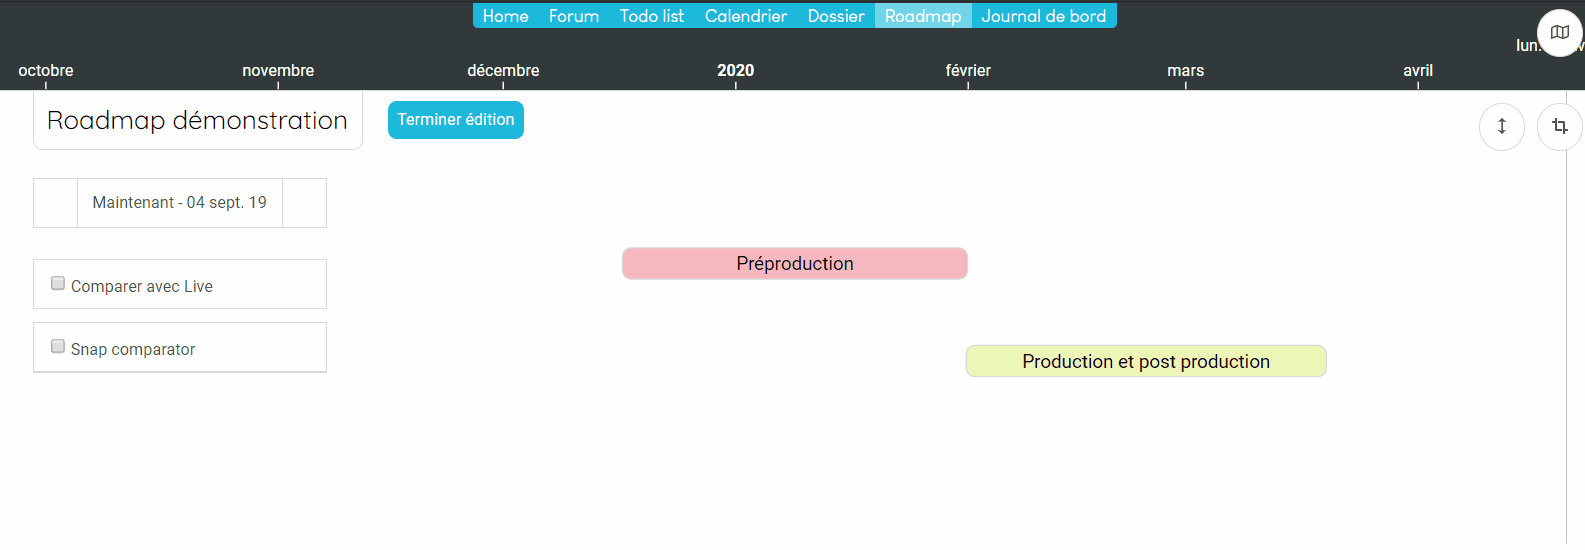 Home Forum Todo list Calendrier Dossier Roadmap Journal de bord
lun.
octobre novembre décembre 2020 février mars avril
Roadmap démonstration
Terminer édition
Maintenant - 04 sept. 19
Préproduction
Comparer avec Live
Snap comparator
Production et post production